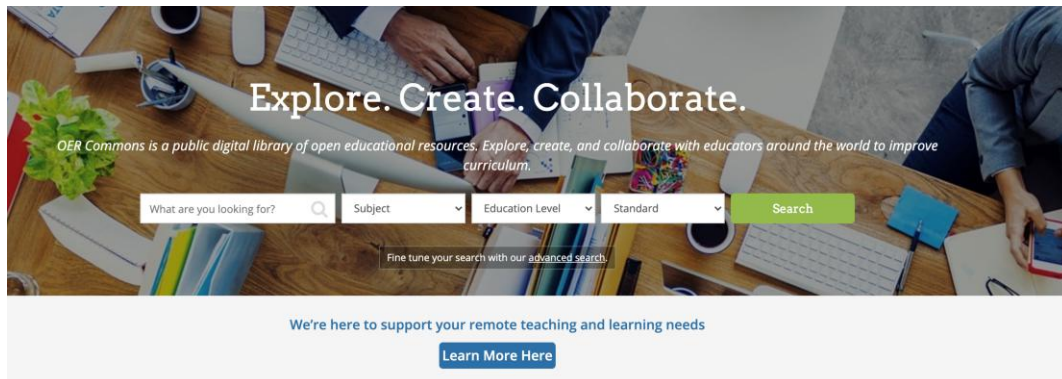 Explore. Create. Collaborate.
OER Commons is a public digital library of open educational resources. Explore, create, and collaborate with educators around the world to improve
curriculum.
What are you looking for? Subject Education Level Standard Search
Fine tune your search with our advanced search.
We're here to support your remote teaching and learning needs
Learn More Here